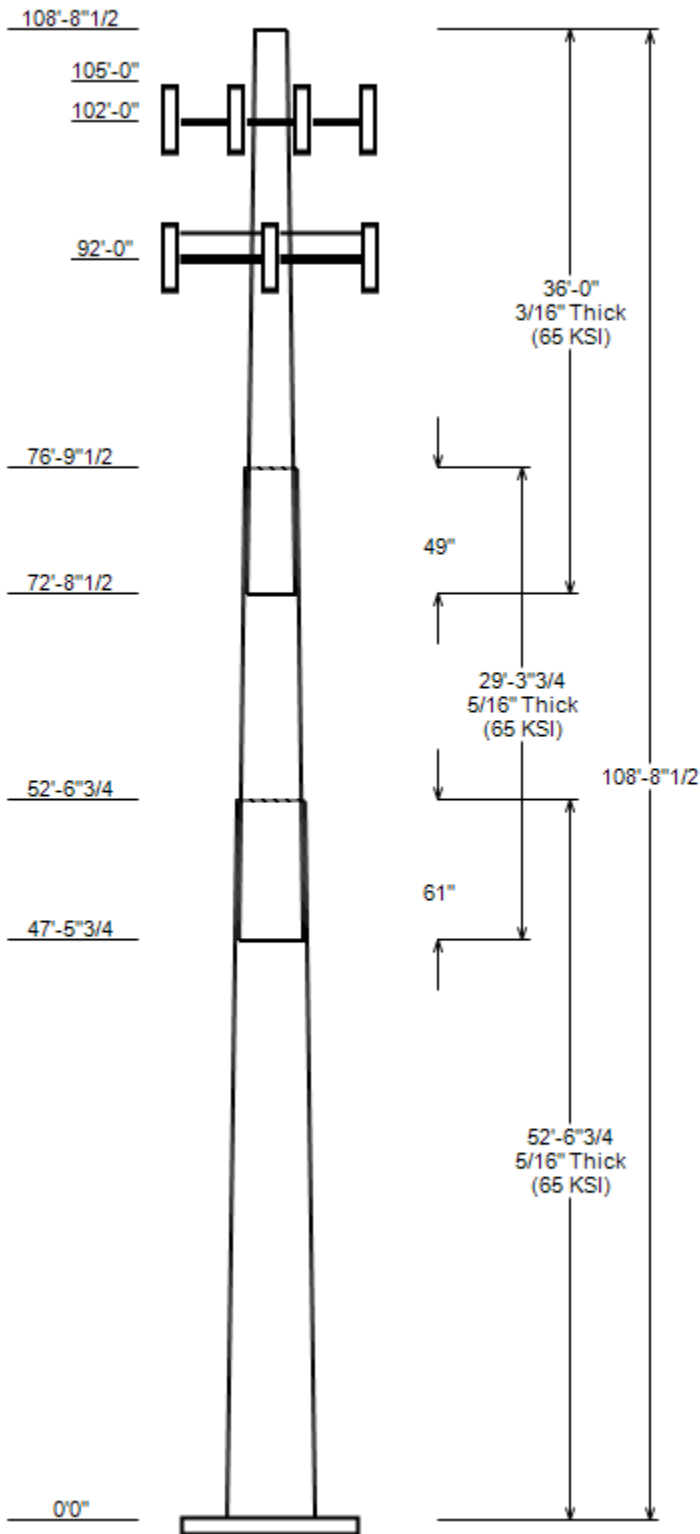 108'-8"1/2
105'-0"
102'-0"
92'-0"
36'-0"
3/16" Thick
(65 KSI)
76'-9"1/2
49"
72'-8"1/2
29'-3"3/4
5/16" Thick
(65 KSI)
108'-8"1/2
52'-6"3/4
61"
47'-5"3/4
52'-6"3/4
5/16" Thick
(65 KSI)
0'0"